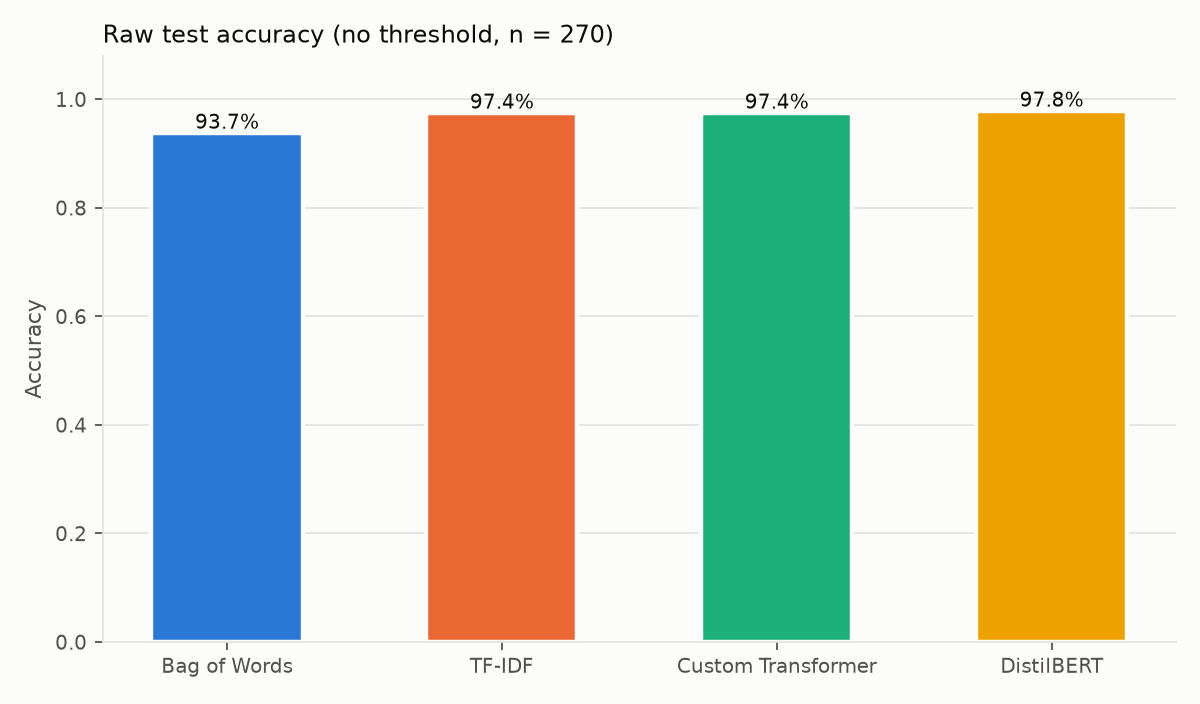 Raw test accuracy (no threshold, n = 270)
Accuracy
1.0
0.8
0.6
0.4
0.2
0.0
93.7%
97.4%
97.4%
97.8%
Bag of Words
TF-IDF
Custom Transformer
DistilBERT